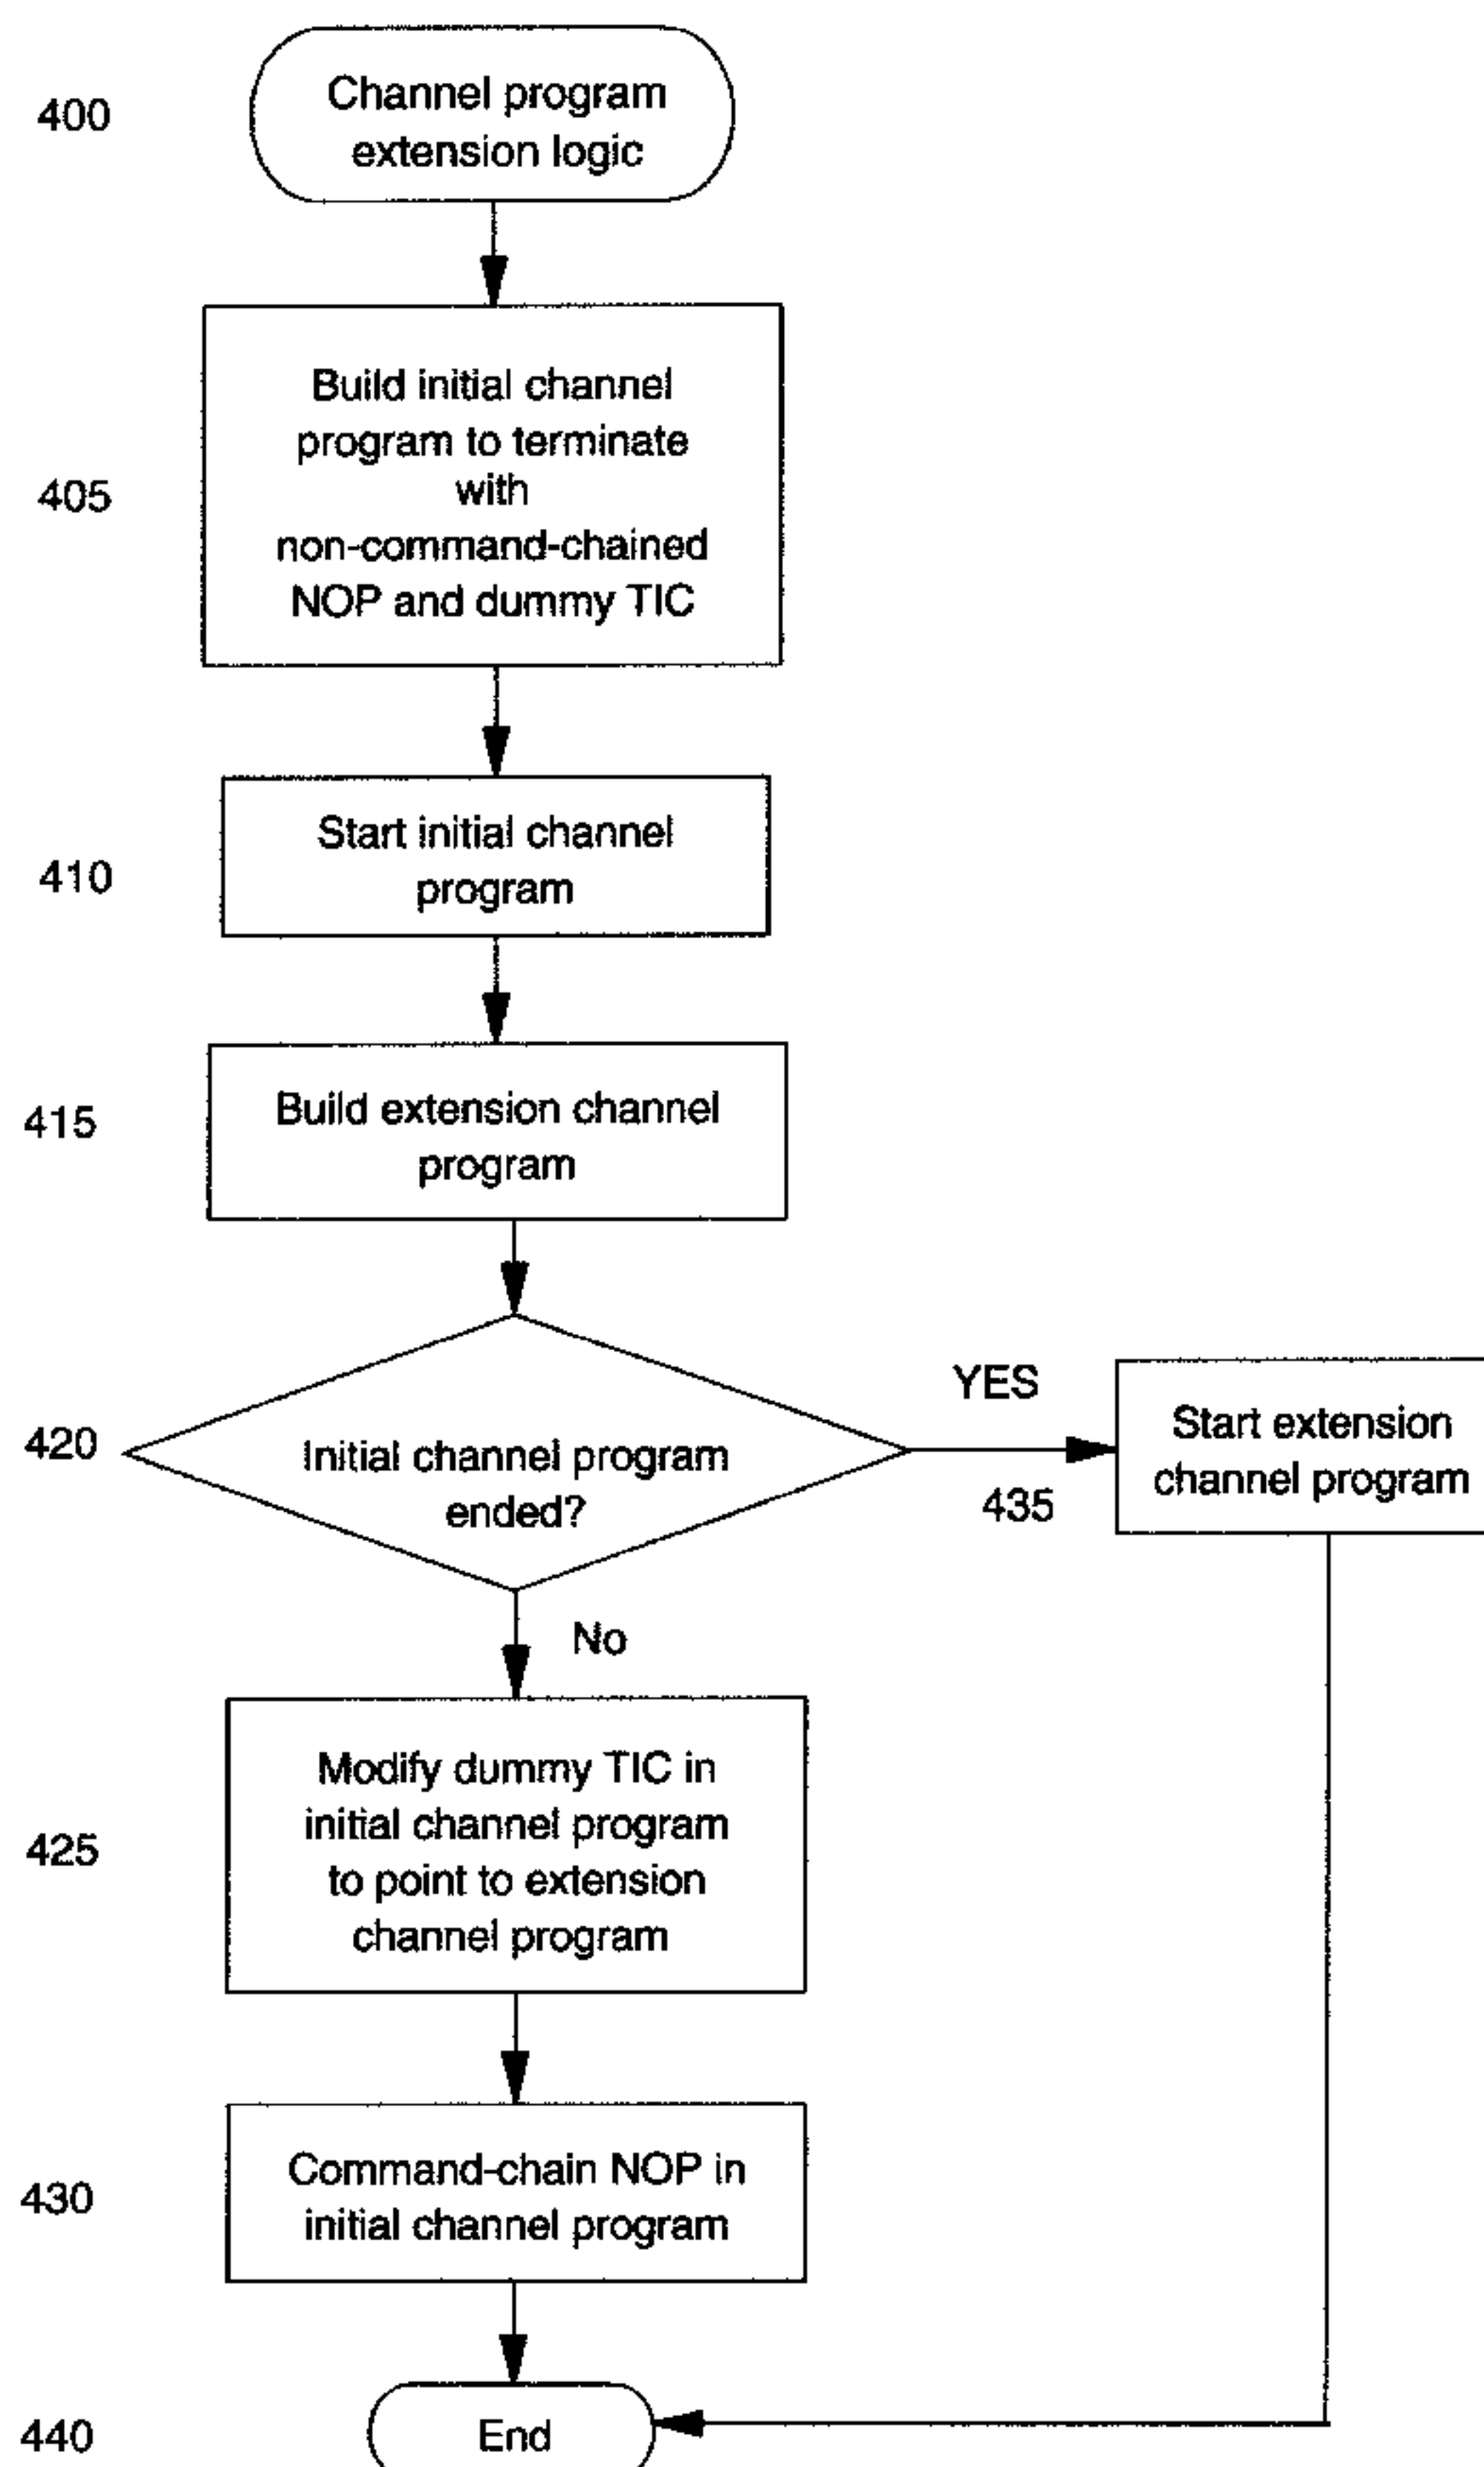 400
Channel program
extension logic
405
Build initial channel
program to terminate
with
non-command-chained
NOP and dummy TIC
410
Start initial channel
program
415
Build extension channel
program
420
Initial channel program
ended?
YES
435
Start extension
channel program
No
425
Modify dummy TIC in
initial channel program
to point to extension
channel program
430
Command-chain NOP in
initial channel program
440
End